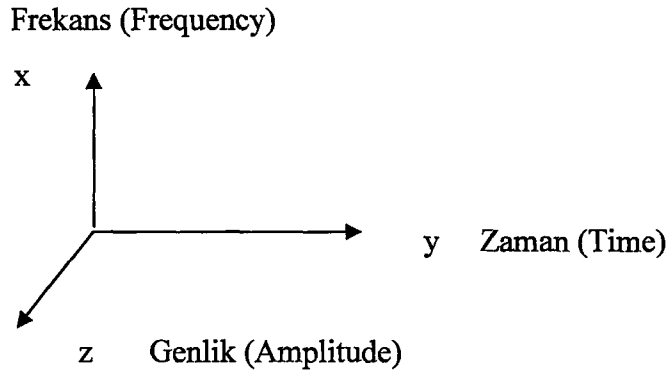 Frekans (Frequency)
x
y Zaman (Time)
z Genlik (Amplitude)